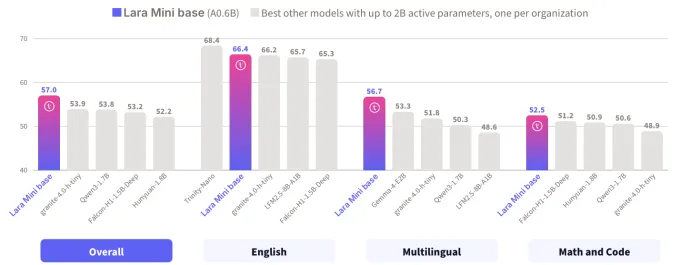 Lara Mini base (A0.6B) Best other models with up to 2B active parameters, one per organization
70
60
50
40
57.0
53.9
53.8
53.2
52.2
68.4
66.4
66.2
65.7
65.3
56.7
53.3
51.8
50.3
48.6
52.5
51.2
50.9
50.6
48.9
Lara Mini base
granite-4.0-h-tiny
Qwen3-1.7B
Falcon-H1-1.5B-Deep
Hunyuan-1.8B
Trinity-Nano
Lara Mini base
granite-4.0-h-tiny
LFM2.5-8B-A1B
Falcon-H1-1.5B-Deep
Lara Mini base
Gemma-4-E2B
granite-4.0-h-tiny
Qwen3-1.7B
LFM2.5-8B-A1B
Lara Mini base
Falcon-H1-1.5B-Deep
Hunyuan-1.8B
Qwen3-1.7B
granite-4.0-h-tiny
Overall
English
Multilingual
Math and Code